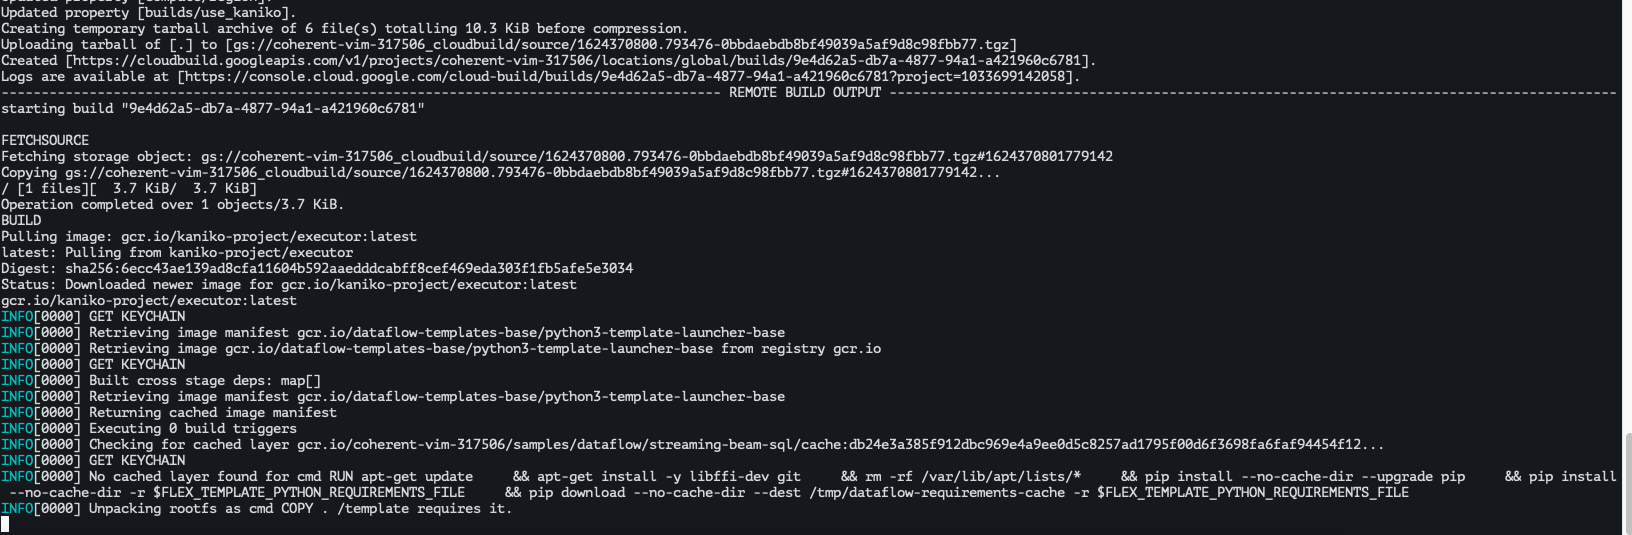 Updated property [builds/use_kaniko].
Creating temporary tarball archive of 6 file(s) totalling 10.3 KiB before compression.
Uploading tarball of [.] to [gs://coherent-vim-317506_cloudbuild/source/1624370800.793476-0bbdaebdb8bf49039a5af9d8c98fbb77.tgz]
Created [https://cloudbuild.googleapis.com/v1/projects/coherent-vim-317506/locations/global/builds/9e4d62a5-db7a-4877-94a1-a421960c6781].
Logs are available at [https://console.cloud.google.com/cloud-build/builds/9e4d62a5-db7a-4877-94a1-a421960c6781?project=1033699142058].
------------------------------------------------------------------------------------------ REMOTE BUILD OUTPUT -------------------------------------------------------------------------------------------
starting build "9e4d62a5-db7a-4877-94a1-a421960c6781"

FETCHSOURCE
Fetching storage object: gs://coherent-vim-317506_cloudbuild/source/1624370800.793476-0bbdaebdb8bf49039a5af9d8c98fbb77.tgz#1624370801779142
Copying gs://coherent-vim-317506_cloudbuild/source/1624370800.793476-0bbdaebdb8bf49039a5af9d8c98fbb77.tgz#1624370801779142...
/ [1 files][  3.7 KiB/  3.7 KiB]
Operation completed over 1 objects/3.7 KiB.
BUILD
Pulling image: gcr.io/kaniko-project/executor:latest
latest: Pulling from kaniko-project/executor
Digest: sha256:6ecc43ae139ad8cfa11604b592aaedddcabff8cef469eda303f1fb5afe5e3034
Status: Downloaded newer image for gcr.io/kaniko-project/executor:latest
gcr.io/kaniko-project/executor:latest
INFO[0000] GET KEYCHAIN
INFO[0000] Retrieving image manifest gcr.io/dataflow-templates-base/python3-template-launcher-base
INFO[0000] Retrieving image gcr.io/dataflow-templates-base/python3-template-launcher-base from registry gcr.io
INFO[0000] GET KEYCHAIN
INFO[0000] Built cross stage deps: map[]
INFO[0000] Retrieving image manifest gcr.io/dataflow-templates-base/python3-template-launcher-base
INFO[0000] Returning cached image manifest
INFO[0000] Executing 0 build triggers
INFO[0000] Checking for cached layer gcr.io/coherent-vim-317506/samples/dataflow/streaming-beam-sql/cache:db24e3a385f912dbc969e4a9ee0d5c8257ad1795f00d6f3698fa6faf94454f12...
INFO[0000] GET KEYCHAIN
INFO[0000] No cached layer found for cmd RUN apt-get update     && apt-get install -y libffi-dev git     && rm -rf /var/lib/apt/lists/*     && pip install --no-cache-dir --upgrade pip     && pip install
 --no-cache-dir -r $FLEX_TEMPLATE_PYTHON_REQUIREMENTS_FILE     && pip download --no-cache-dir --dest /tmp/dataflow-requirements-cache -r $FLEX_TEMPLATE_PYTHON_REQUIREMENTS_FILE
INFO[0000] Unpacking rootfs as cmd COPY . /template requires it.